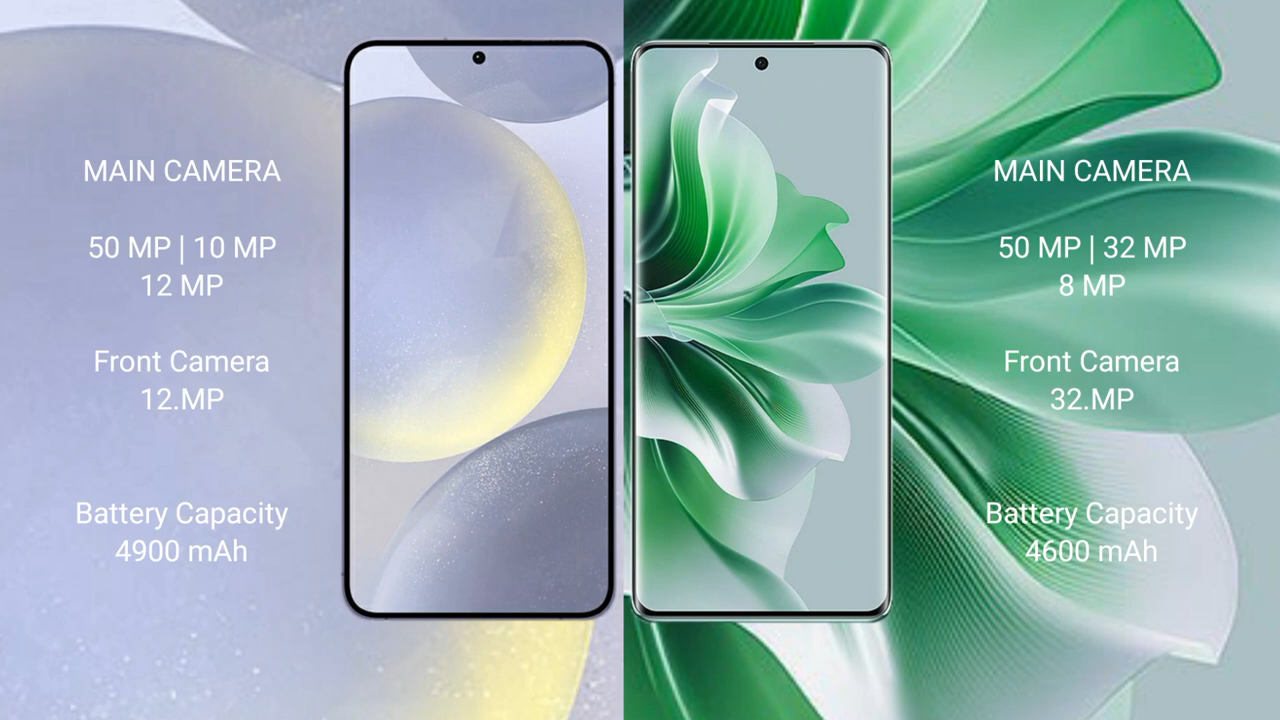 MAIN CAMERA
50 MP | 10 MP
12 MP
Front Camera
12.MP
Battery Capacity
4900 mAh
MAIN CAMERA
50 MP | 32 MP
8 MP
Front Camera
32.MP
Battery Capacity
4600 mAh